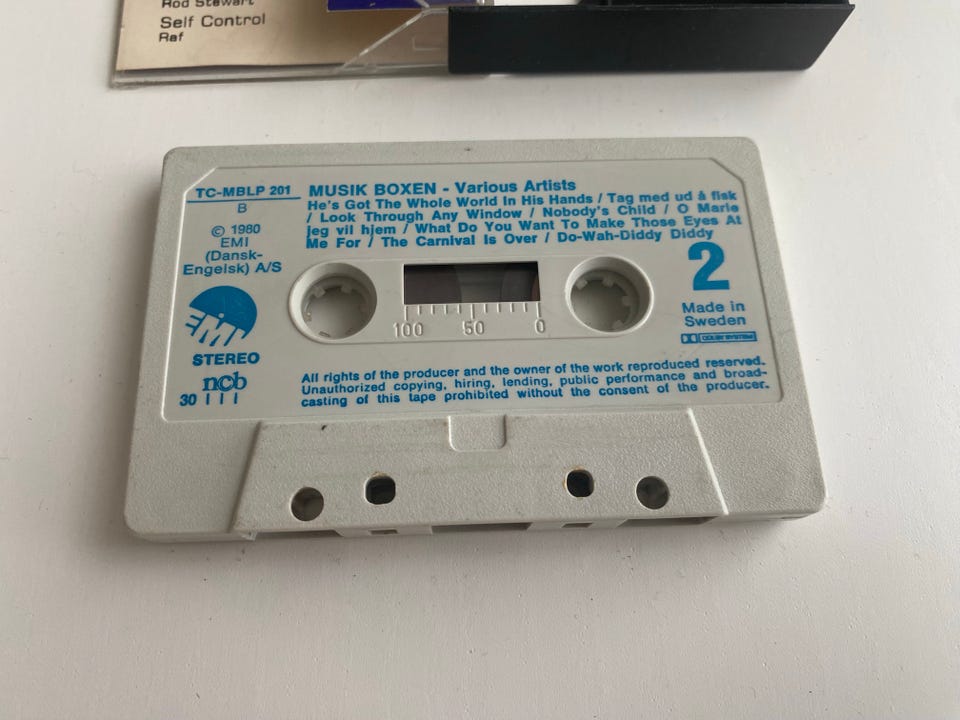 Rod Stewart
Self Control
Raf
TC-MBLP 201
B
© 1980
EMI
(Dansk-
Engelsk) A/S
EMI
STEREO
ncb
30
MUSIK BOXEN - Various Artists
He's Got The Whole World In His Hands / Tag med ud å fisk
/ Look Through Any Window / Nobody's Child / O Marie
jeg vil hjem / What Do You Want To Make Those Eyes At
Me For / The Carnival Is Over / Do-Wah-Diddy Diddy
2
Made in
Sweden
DOLBY SYSTEM
100 50 0
All rights of the producer and the owner of the work reproduced reserved.
Unauthorized copying, hiring, lending, public performance and broad-
casting of this tape prohibited without the consent of the producer.